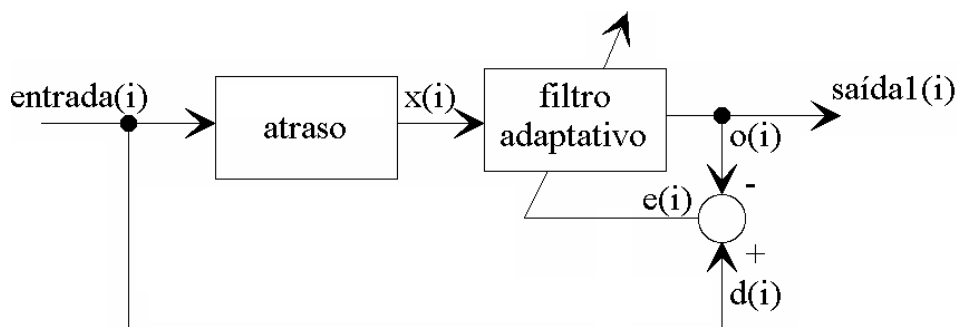 entrada(i)
atraso
x(i)
filtro
adaptativo
saída1(i)
o(i)
-
e(i)
+
d(i)